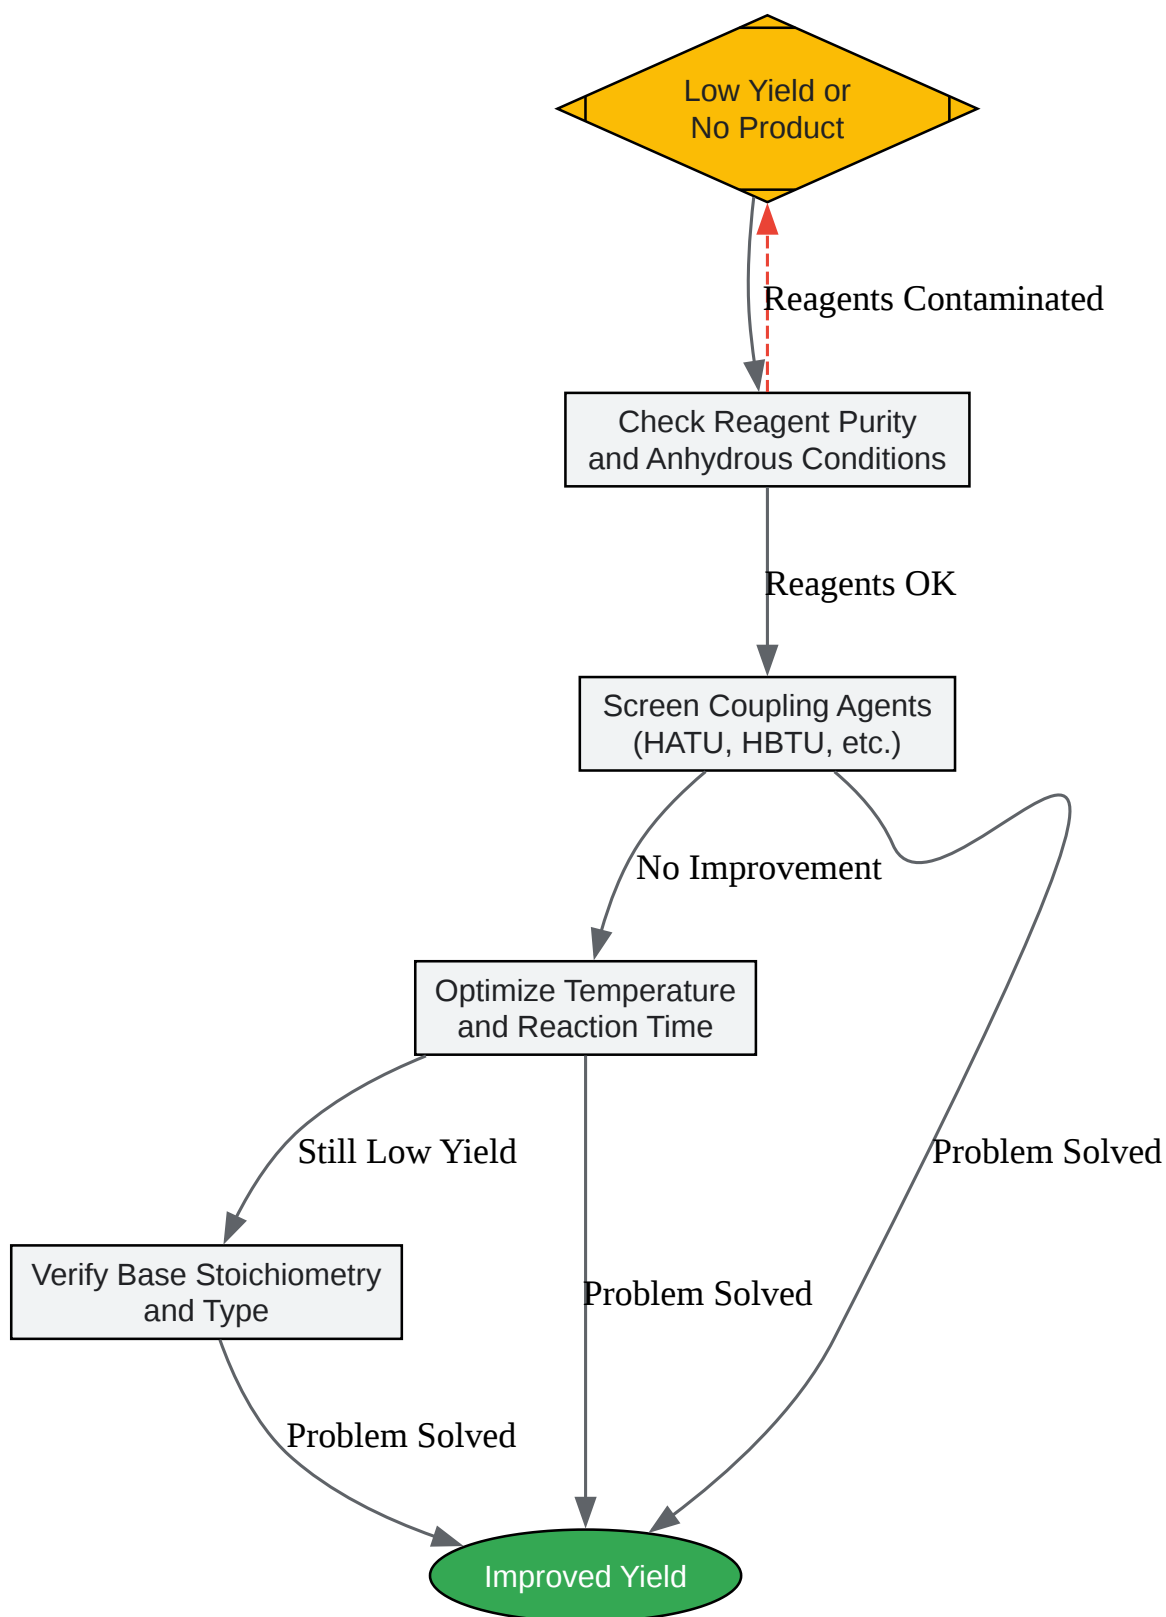 Low Yield or
No Product
Reagents Contaminated
Check Reagent Purity
and Anhydrous Conditions
Reagents OK
Screen Coupling Agents
(HATU, HBTU, etc.)
No Improvement
Optimize Temperature
and Reaction Time
Still Low Yield
Problem Solved
Verify Base Stoichiometry
and Type
Problem Solved
Problem Solved
Improved Yield